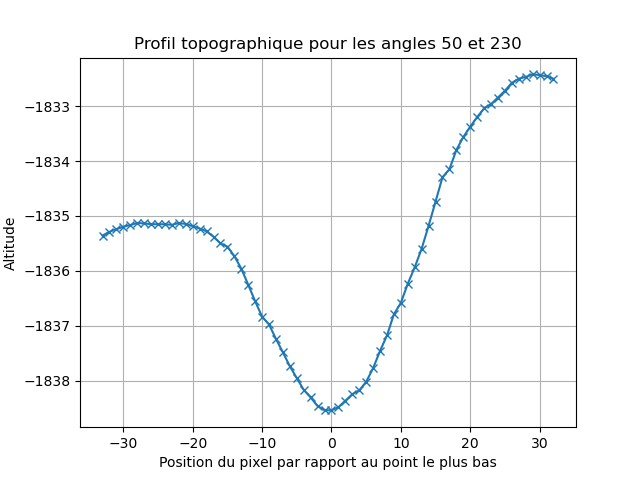 Profil topographique pour les angles 50 et 230
Altitude
−1833
−1834
−1835
−1836
−1837
−1838
−30 −20 −10 0 10 20 30
Position du pixel par rapport au point le plus bas